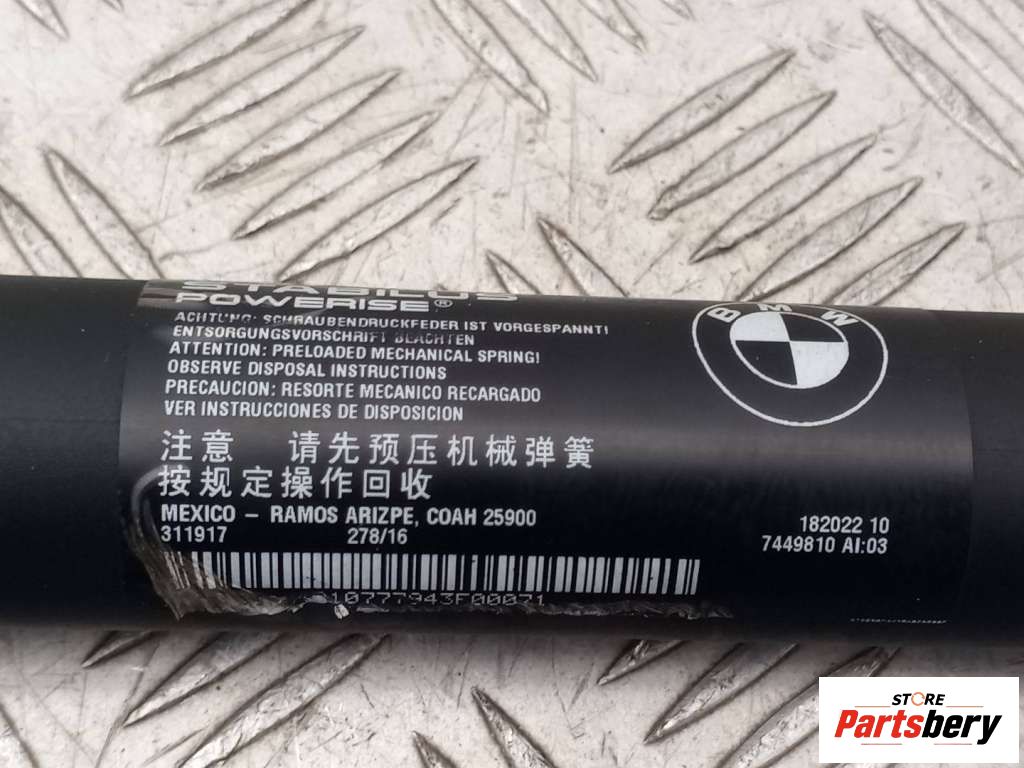 STABILUS
POWERISE®
ACHTUNG: SCHRAUBENDRUCKFEDER IST VORGESPANNT!
ENTSORGUNGSVORSCHRIFT BEACHTEN
ATTENTION: PRELOADED MECHANICAL SPRING!
OBSERVE DISPOSAL INSTRUCTIONS
PRECAUCION: RESORTE MECANICO RECARGADO
VER INSTRUCCIONES DE DISPOSICION
注意 请先预压机械弹簧
按规定操作回收
MEXICO – RAMOS ARIZPE, COAH 25900
311917 278/16
10777943F00071
BMW
182022 10
7449810 AI:03
STORE
Partsbery